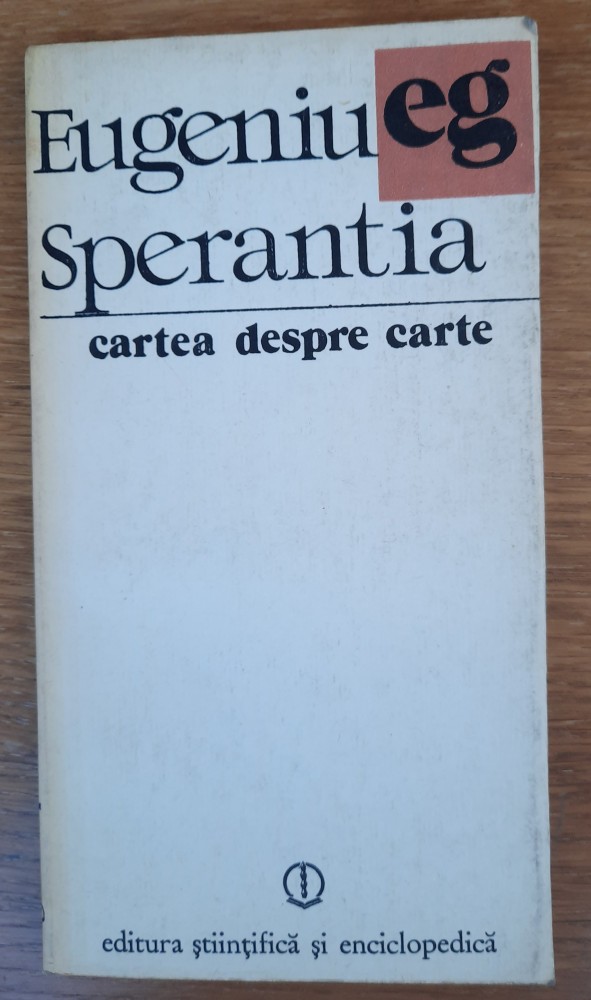 Eugeniu eg
Sperantia
cartea despre carte
editura științifică și enciclopedică